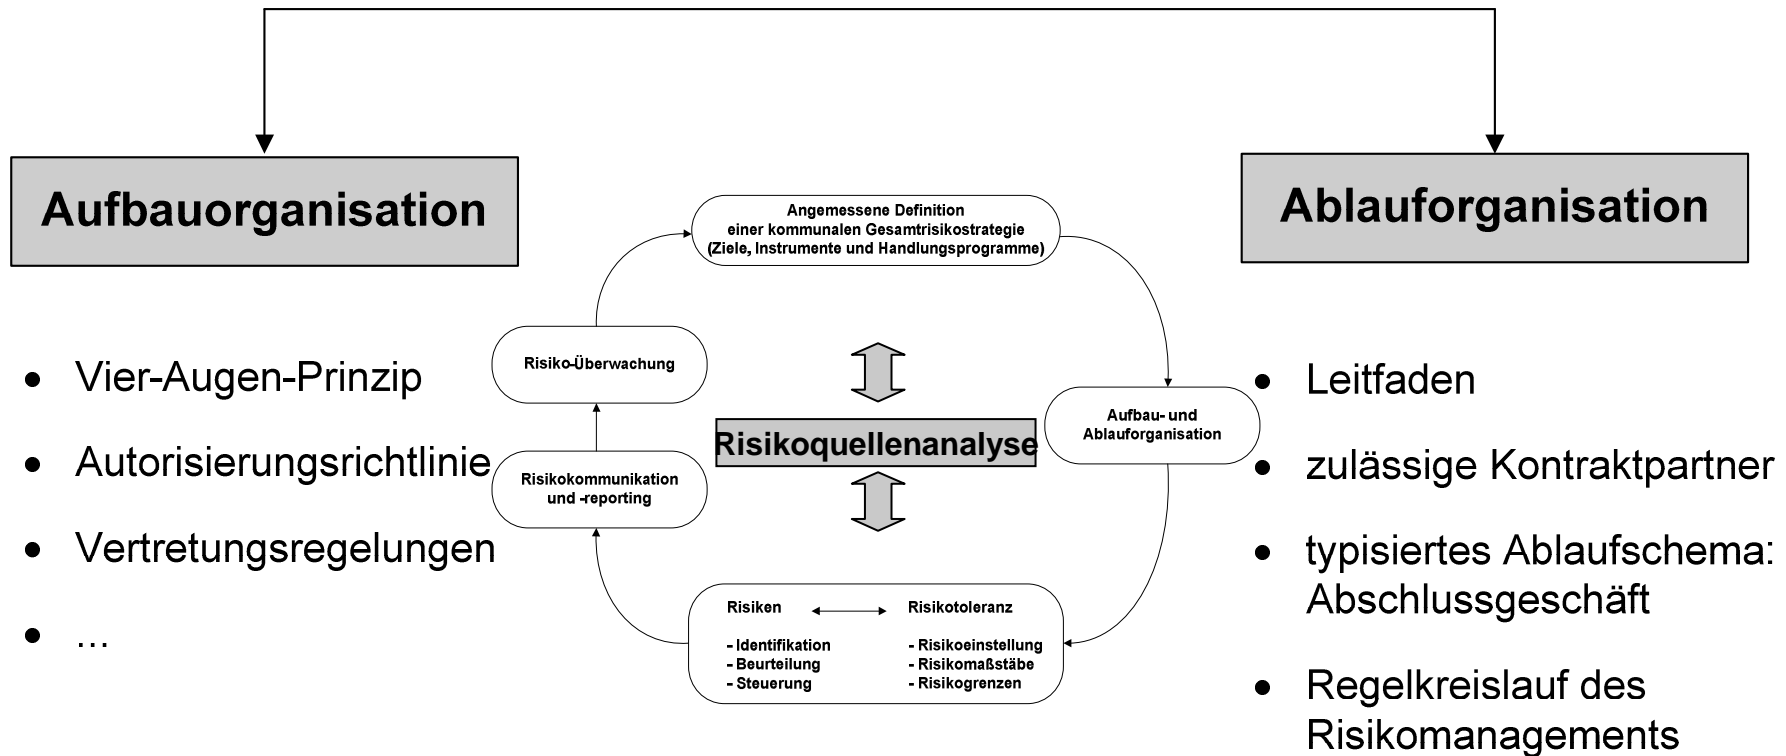 Aufbauorganisation
Ablauforganisation
Angemessene Definition
einer kommunalen Gesamtrisikostrategie
(Ziele, Instrumente und Handlungsprogramme)
Risiko-Überwachung
Risikoquellenanalyse
Aufbau- und
Ablauforganisation
Risikokommunikation
und -reporting
Risiken
Risikotoleranz
- Identifikation
- Beurteilung
- Steuerung
- Risikoeinstellung
- Risikomaßstäbe
- Risikogrenzen
• Vier-Augen-Prinzip
• Autorisierungsrichtlinie
• Vertretungsregelungen
• ...
• Leitfaden
• zulässige Kontraktpartner
• typisiertes Ablaufschema:
Abschlussgeschäft
• Regelkreislauf des
Risikomanagements